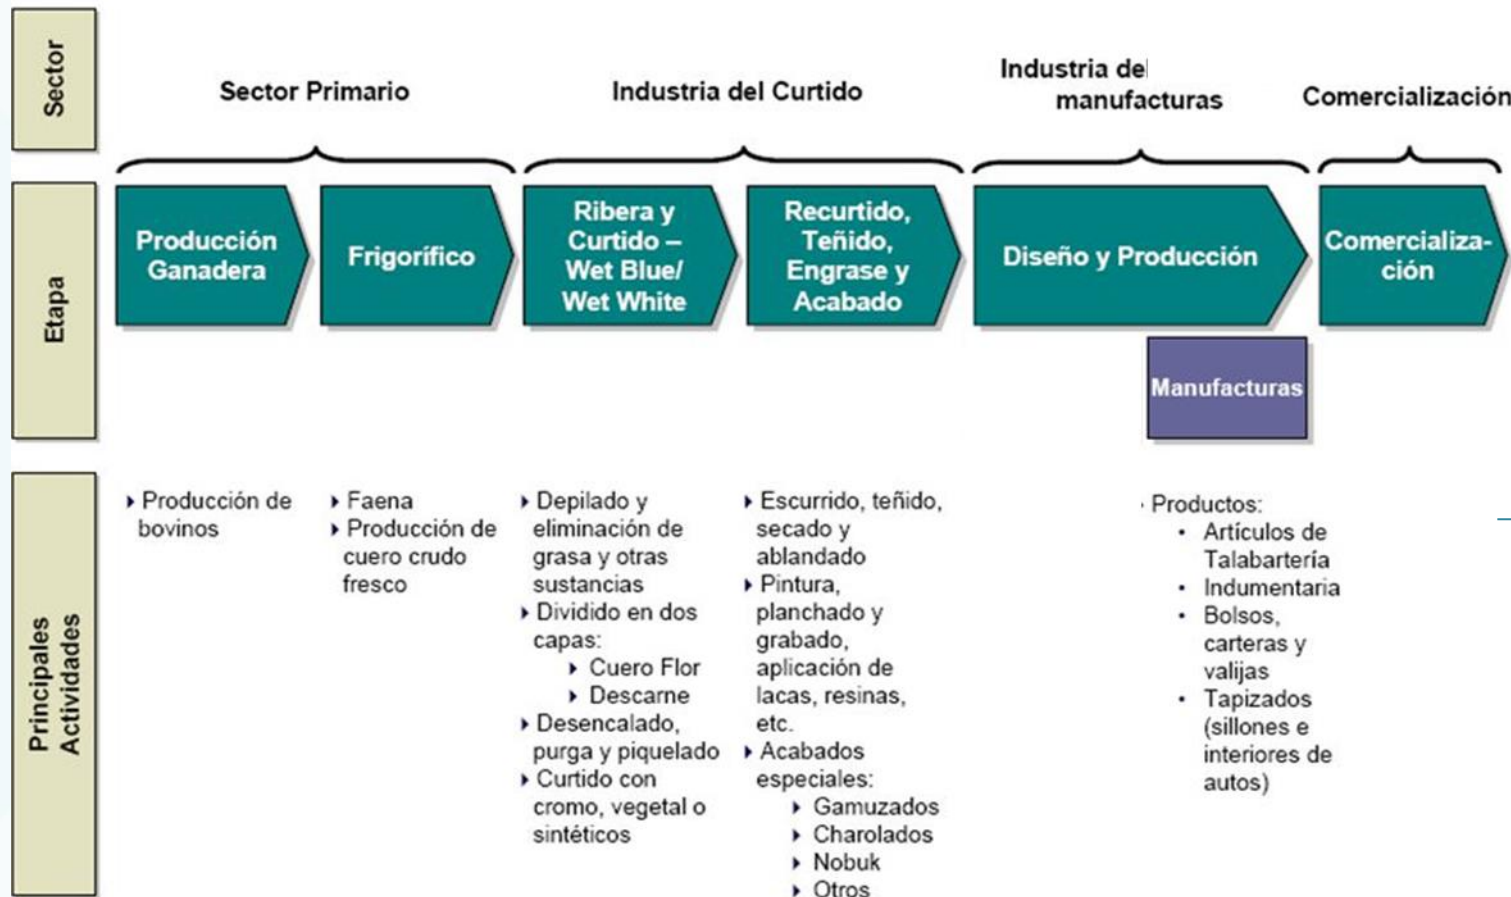 Sector
Sector Primario
Industria del Curtido
Industria del
manufacturas
Comercialización
Etapa
Producción
Ganadera
Frigorífico
Ribera y
Curtido –
Wet Blue/
Wet White
Recurtido,
Teñido,
Engrase y
Acabado
Diseño y Producción
Comercializa-
ción
Manufacturas
Principales
Actividades
Producción de
bovinos
Faena
Producción de
cuero crudo
fresco
Depilado y
eliminación de
grasa y otras
sustancias
Dividido en dos
capas:
Cuero Flor
Descarne
Desencalado,
purga y piquelado
Curtido con
cromo, vegetal o
sintéticos
Escurrido, teñido,
secado y
ablandado
Pintura,
planchado y
grabado,
aplicación de
lacas, resinas,
etc.
Acabados
especiales:
Gamuzados
Charolados
Nobuk
Otros
Productos:
• Artículos de
Talabartería
• Indumentaria
• Bolsos,
carteras y
valijas
• Tapizados
(sillones e
interiores de
autos)